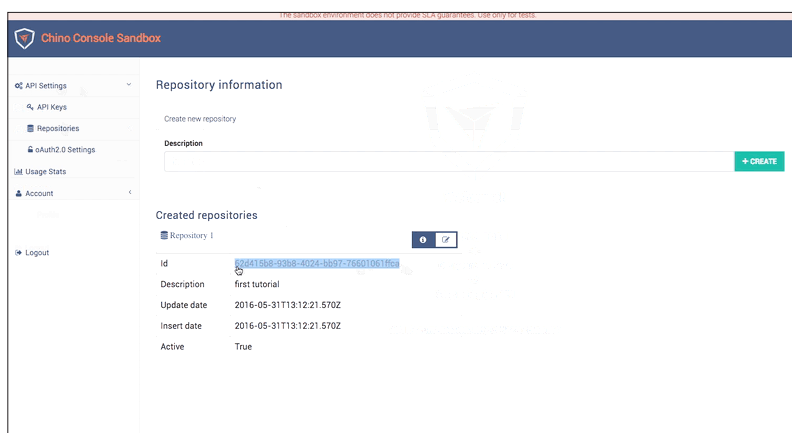 The sandbox environment does not provide SLA guarantees. Use only for tests.
Chino Console Sandbox
API Settings
API Keys
Repositories
oAuth2.0 Settings
Usage Stats
Account
Logout
Repository information
Create new repository
Description
+ CREATE
Created repositories
Repository 1
Id 62d415b8-93b8-4024-bb97-76601061ffca
Description first tutorial
Update date 2016-05-31T13:12:21.570Z
Insert date 2016-05-31T13:12:21.570Z
Active True